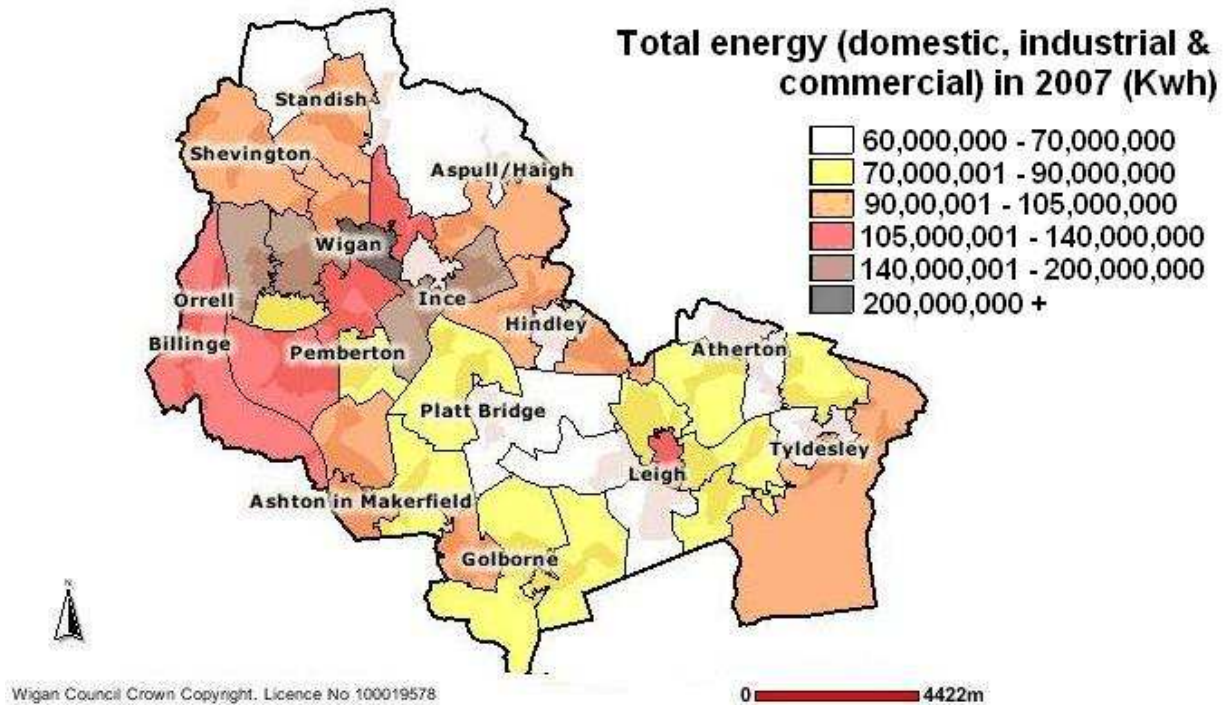 Total energy (domestic, industrial &
commercial) in 2007 (Kwh)
60,000,000 - 70,000,000
70,000,001 - 90,000,000
90,00,001 - 105,000,000
105,000,001 - 140,000,000
140,000,001 - 200,000,000
200,000,000 +
Standish
Shevington
Aspull/Haigh
Wigan
Orrell
Ince
Hindley
Billinge
Pemberton
Atherton
Platt Bridge
Tyldesley
Leigh
Ashton in Makerfield
Golborne
N
Wigan Council Crown Copyright. Licence No 100019578
0 4422m